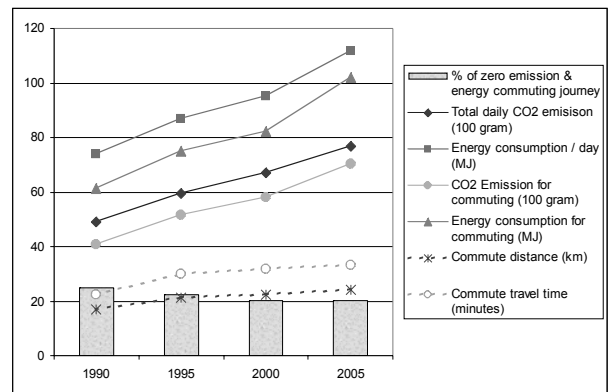 120
100
80
60
40
20
0
1990 1995 2000 2005
% of zero emission &
energy commuting journey
Total daily CO2 emisison
(100 gram)
Energy consumption / day
(MJ)
CO2 Emission for
commuting (100 gram)
Energy consumption for
commuting (MJ)
Commute distance (km)
Commute travel time
(minutes)